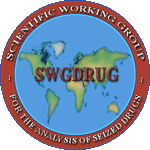 SCIENTIFIC WORKING GROUP
SWGDRUG
FOR THE ANALYSIS OF SEIZED DRUGS